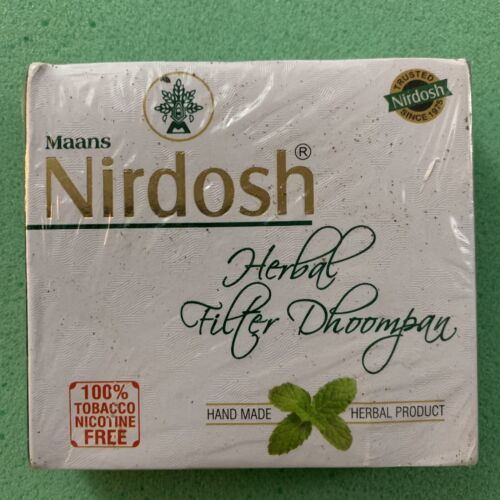 TRUSTED
Nirdosh
SINCE 1975
Maans
Nirdosh®
Herbal
Filter Dhoompan
100%
TOBACCO
NICOTINE
FREE
HAND MADE HERBAL PRODUCT